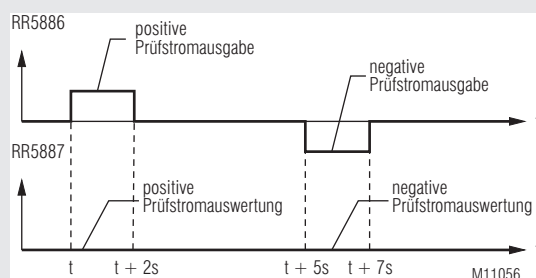 RR5886
positive
Prüfstromausgabe
negative
Prüfstromausgabe
RR5887
positive
Prüfstromauswertung
negative
Prüfstromauswertung
t
t + 2s
t + 5s
t + 7s
M11056